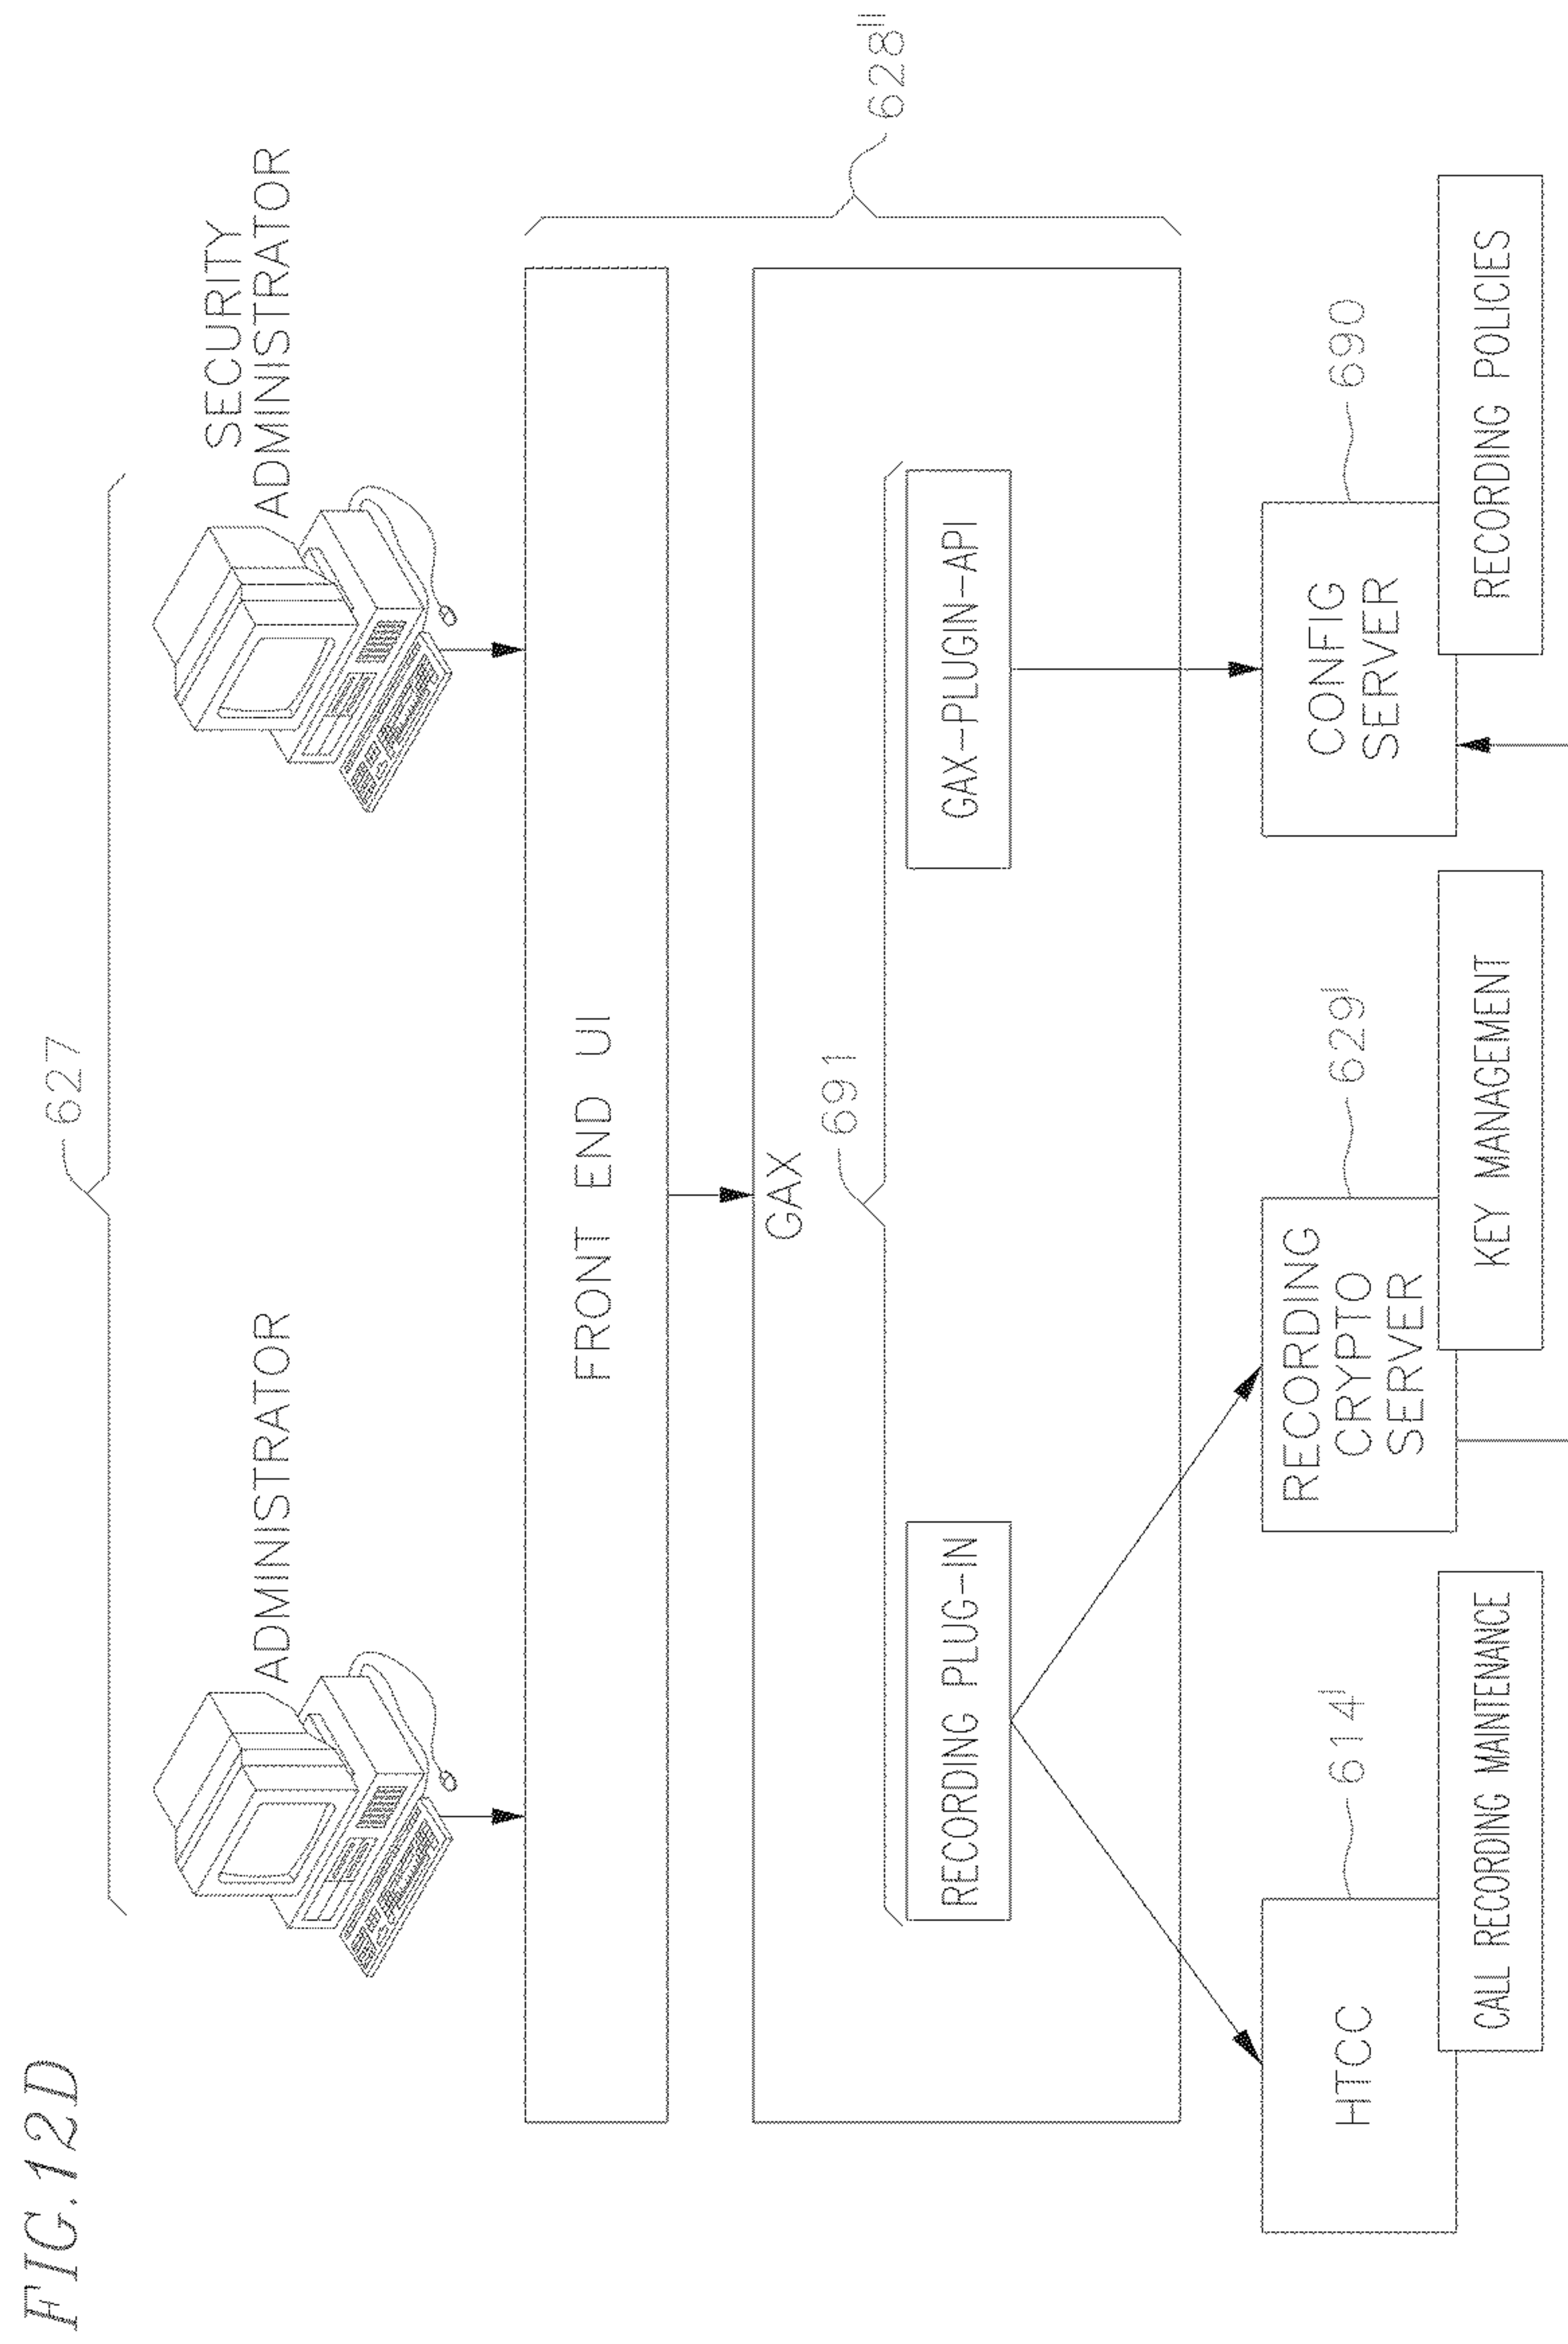 FIG.12D
627
ADMINISTRATOR
SECURITY
ADMINISTRATOR
FRONT END UI
628'''
GAX
691
RECORDING PLUG-IN
GAX-PLUGIN-API
HTCC
614'
CALL RECORDING MAINTENANCE
RECORDING
CRYPTO
SERVER
629'
KEY MANAGEMENT
CONFIG
SERVER
690
RECORDING POLICIES